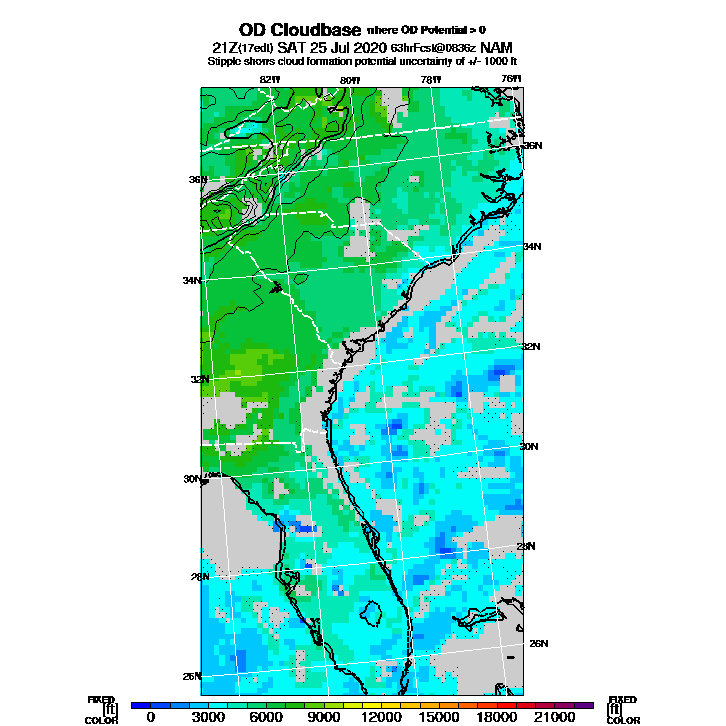 OD Cloudbase where OD Potential > 0
21Z(17edt) SAT 25 Jul 2020 63hrFcst@0836z NAM
Stipple shows cloud formation potential uncertainty of +/- 1000 ft
82W 80W 78W 76W
36N
36N
34N
34N
32N
32N
30N
30N
28N
28N
26N
26N
FIXED FIXED
[ft] [ft]
COLOR COLOR
0 3000 6000 9000 12000 15000 18000 21000